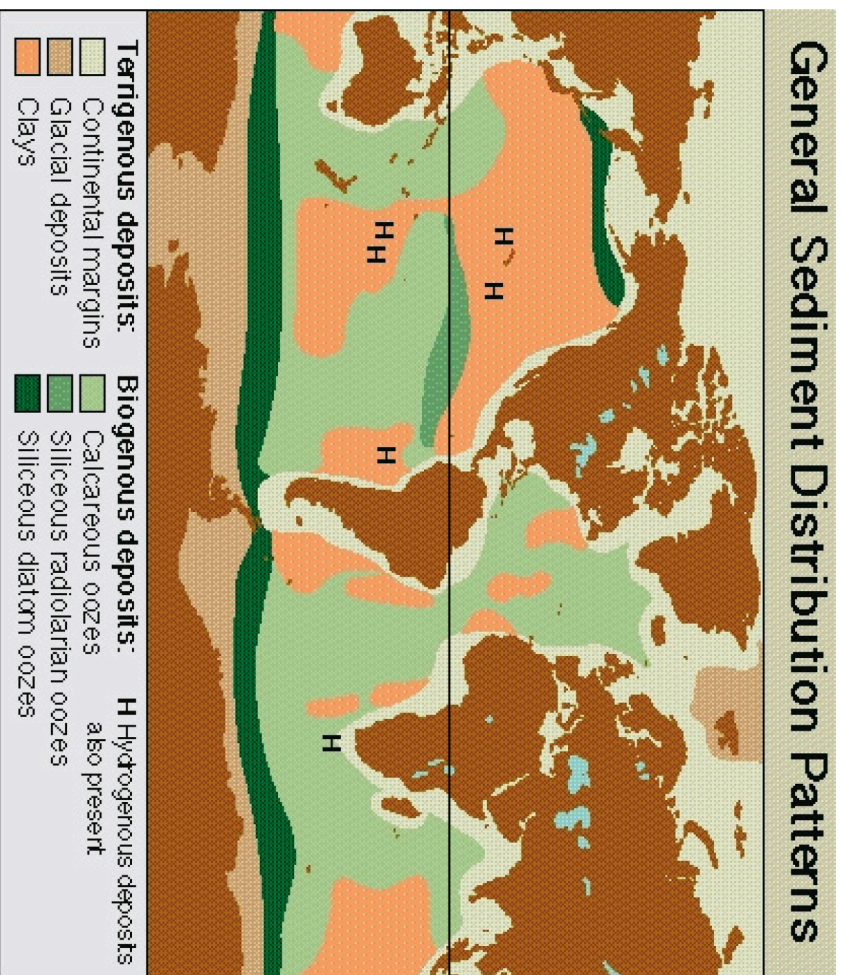 General Sediment Distribution Patterns
H
H
H
H
H
H
Terrigenous deposits:
Continental margins
Glacial deposits
Clays
Biogenous deposits:
Calcareous oozes
Siliceous radiolarian oozes
Siliceous diatom oozes
H Hydrogenous deposits
also present